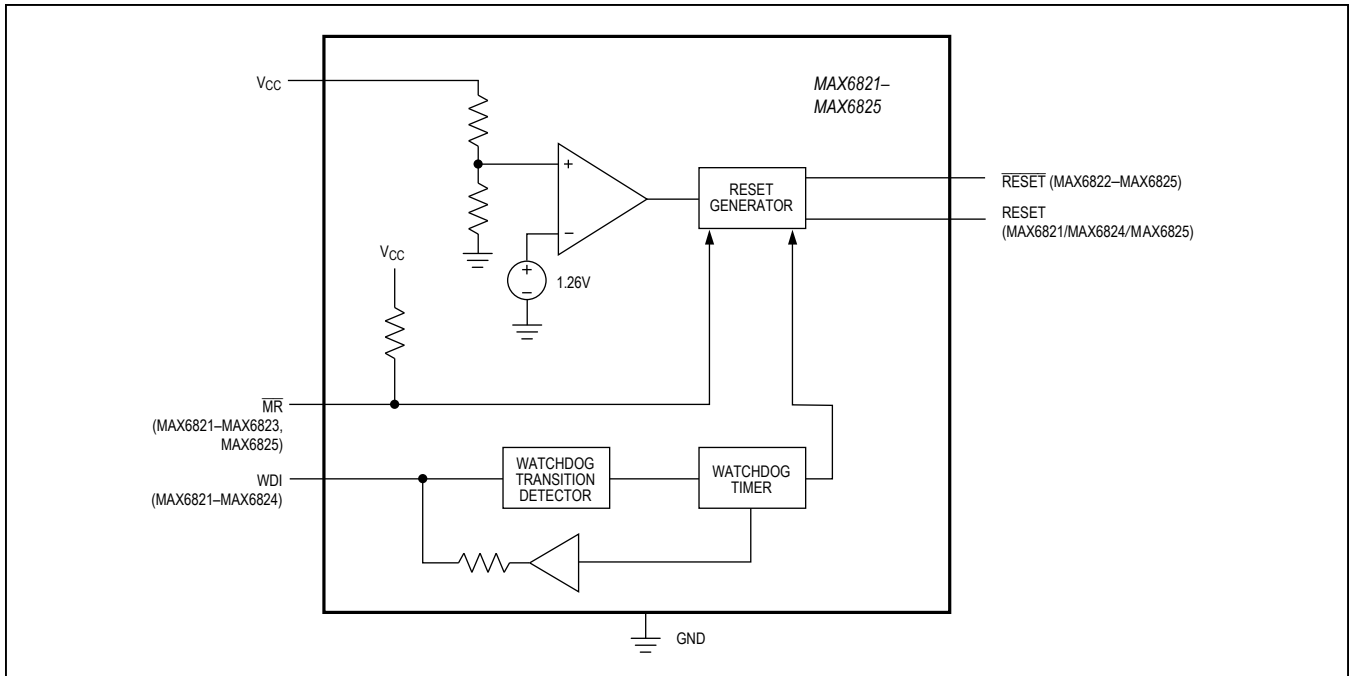 MAX6821–
MAX6825
VCC
+
−
RESET
GENERATOR
RESET (MAX6822–MAX6825)
RESET
(MAX6821/MAX6824/MAX6825)
VCC
+
−
1.26V
MR
(MAX6821–MAX6823,
MAX6825)
WDI
(MAX6821–MAX6824)
WATCHDOG
TRANSITION
DETECTOR
WATCHDOG
TIMER
GND